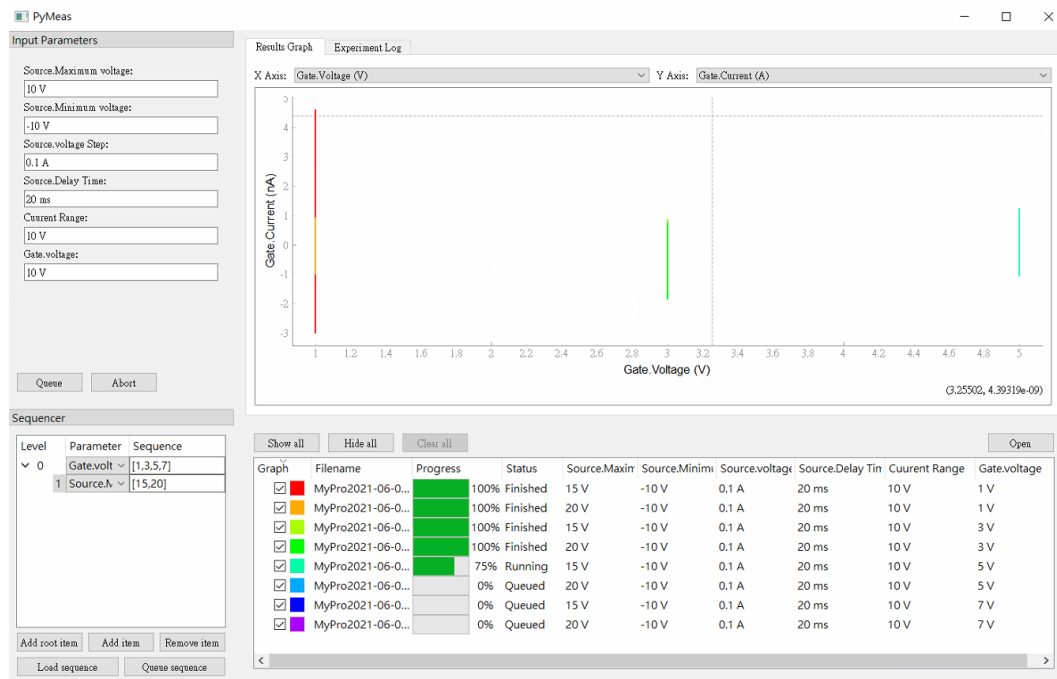 PyMeas
Input Parameters
Source.Maximum voltage:
10 V
Source.Minimum voltage:
-10 V
Source.voltage Step:
0.1 A
Source.Delay Time:
20 ms
Cuurent Range:
10 V
Gate.voltage:
10 V
Queue Abort
Sequencer
Level Parameter Sequence
0 Gate.volt [1,3,5,7]
1 Source.M [15,20]
Add root item Add item Remove item
Load sequence Queue sequence
Results Graph Experiment Log
X Axis: Gate.Voltage (V) Y Axis: Gate.Current (A)
5
4
3
2
1
0
-1
-2
-3
Gate.Current (nA)
1 1.2 1.4 1.6 1.8 2 2.2 2.4 2.6 2.8 3 3.2 3.4 3.6 3.8 4 4.2 4.4 4.6 4.8 5
Gate.Voltage (V)
(3.25502, 4.39319e-09)
Show all Hide all Clear all Open
Graph Filename Progress Status Source.Maxim Source.Minimu Source.voltage Source.Delay Tim Cuurent Range Gate.voltage
MyPro2021-06-0... 100% Finished 15 V -10 V 0.1 A 20 ms 10 V 1 V
MyPro2021-06-0... 100% Finished 20 V -10 V 0.1 A 20 ms 10 V 1 V
MyPro2021-06-0... 100% Finished 15 V -10 V 0.1 A 20 ms 10 V 3 V
MyPro2021-06-0... 100% Finished 20 V -10 V 0.1 A 20 ms 10 V 3 V
MyPro2021-06-0... 75% Running 15 V -10 V 0.1 A 20 ms 10 V 5 V
MyPro2021-06-0... 0% Queued 20 V -10 V 0.1 A 20 ms 10 V 5 V
MyPro2021-06-0... 0% Queued 15 V -10 V 0.1 A 20 ms 10 V 7 V
MyPro2021-06-0... 0% Queued 20 V -10 V 0.1 A 20 ms 10 V 7 V